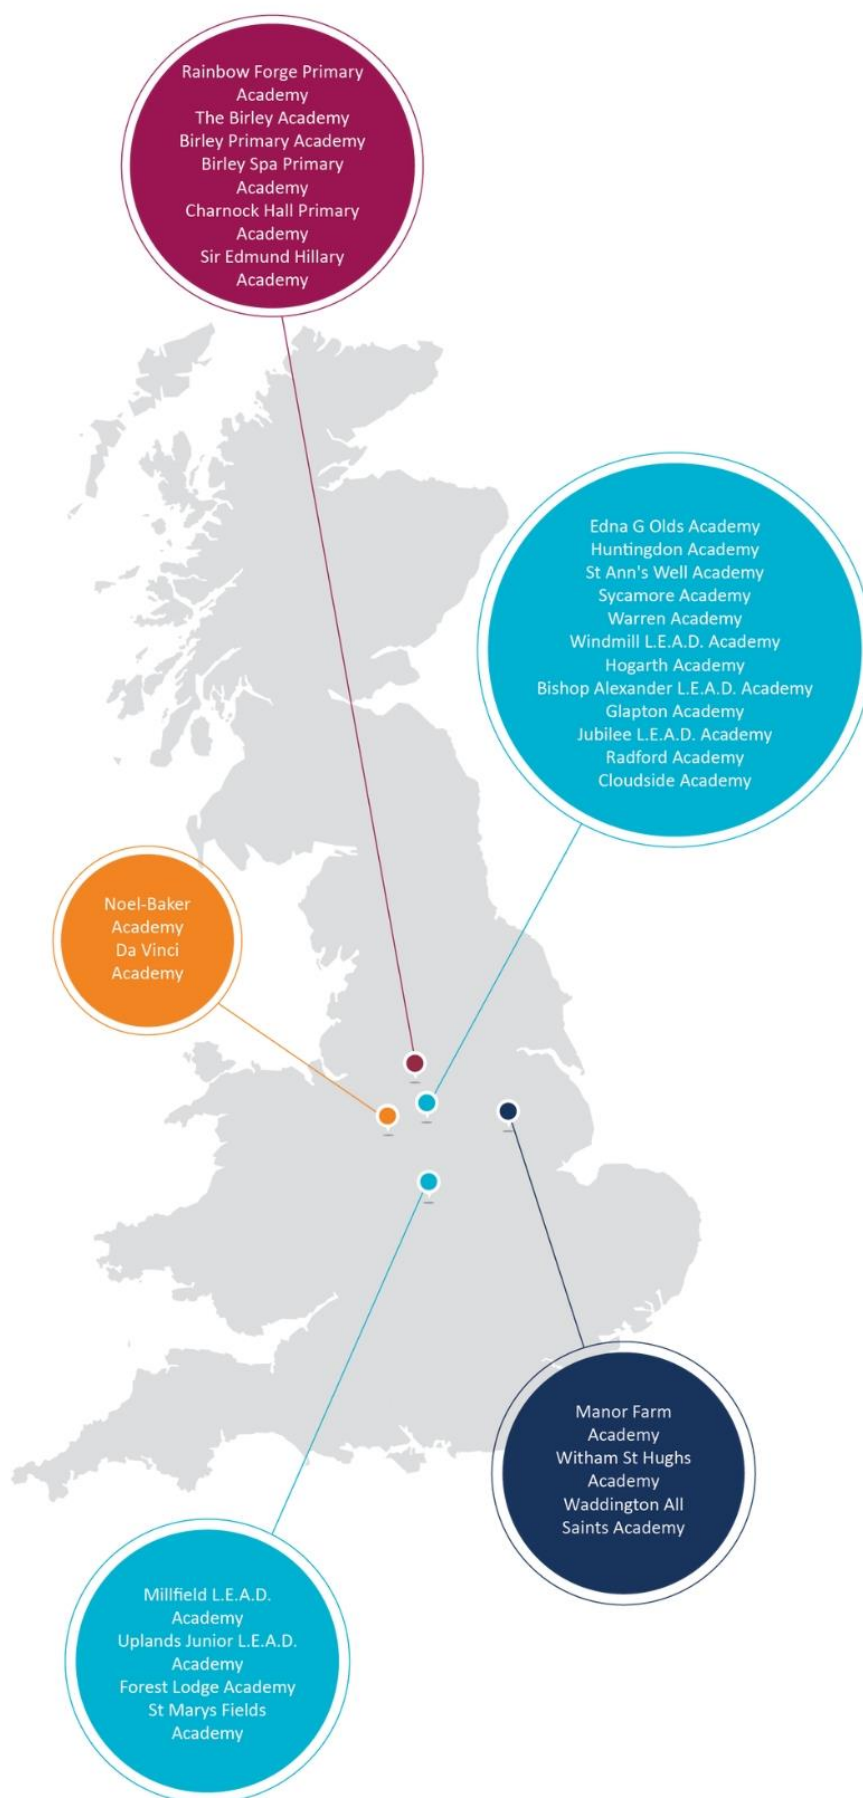 Rainbow Forge Primary
Academy
The Birley Academy
Birley Primary Academy
Birley Spa Primary
Academy
Charnock Hall Primary
Academy
Sir Edmund Hillary
Academy
Edna G Olds Academy
Huntingdon Academy
St Ann's Well Academy
Sycamore Academy
Warren Academy
Windmill L.E.A.D. Academy
Hogarth Academy
Bishop Alexander L.E.A.D. Academy
Glapton Academy
Jubilee L.E.A.D. Academy
Radford Academy
Cloudside Academy
Noel-Baker
Academy
Da Vinci
Academy
Manor Farm
Academy
Witham St Hughs
Academy
Waddington All
Saints Academy
Millfield L.E.A.D.
Academy
Uplands Junior L.E.A.D.
Academy
Forest Lodge Academy
St Marys Fields
Academy